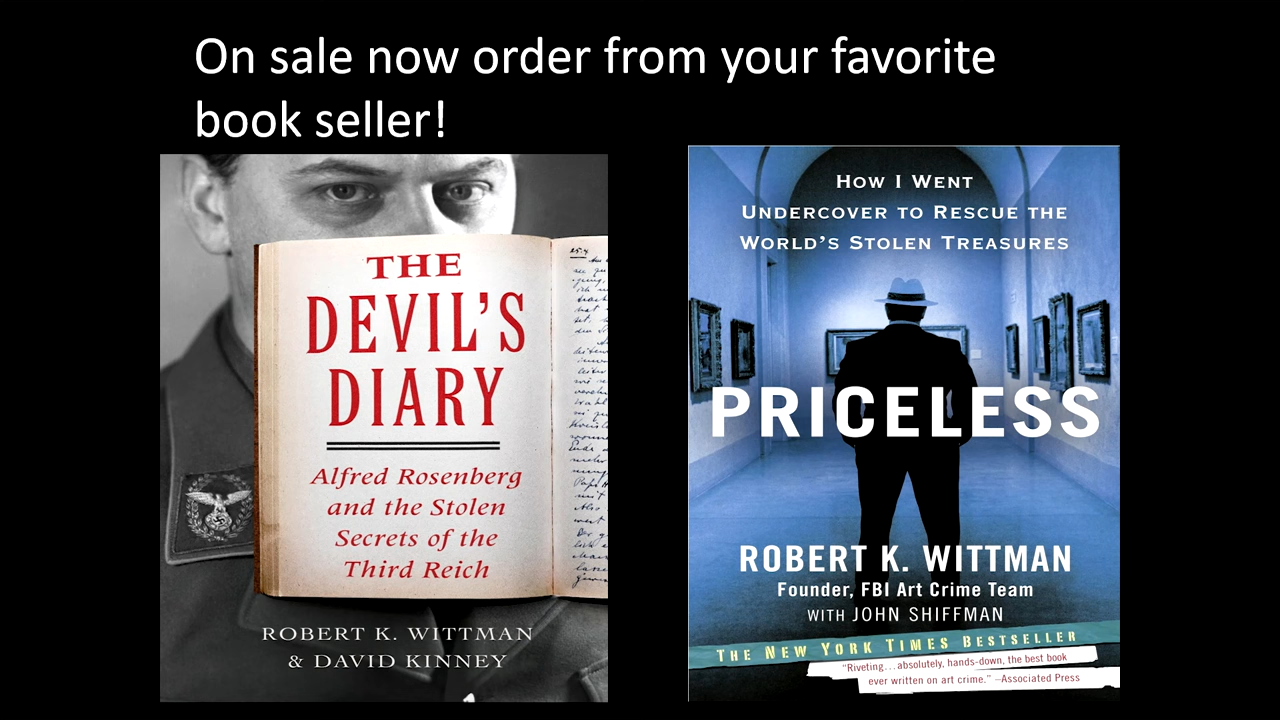 On sale now order from your favorite
book seller!
THE
DEVIL'S
DIARY
Alfred Rosenberg
and the Stolen
Secrets of the
Third Reich
ROBERT K. WITTMAN
& DAVID KINNEY
25.4
HOW I WENT
UNDERCOVER TO RESCUE THE
WORLD'S STOLEN TREASURES
PRICELESS
ROBERT K. WITTMAN
Founder, FBI Art Crime Team
WITH JOHN SHIFFMAN
THE NEW YORK TIMES BESTSELLER
"Riveting... absolutely, hands-down, the best book
ever written on art crime." –Associated Press